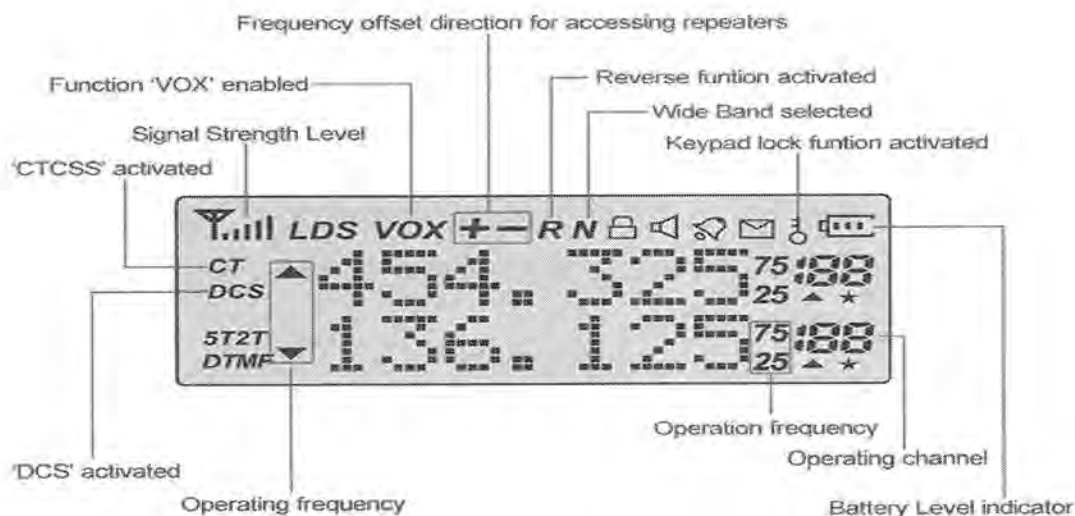 Frequency offset direction for accessing repeaters
Function 'VOX' enabled
Reverse funtion activated
Wide Band selected
Signal Strength Level
Keypad lock funtion activated
'CTCSS' activated
LDS VOX + - R N
CT
454.325 75 188
DCS
25
5T2T
136.125 75 188
DTMF
25
Operation frequency
Operating channel
'DCS' activated
Operating frequency
Battery Level indicator